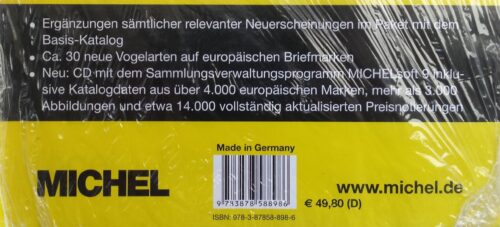 • Ergänzungen sämtlicher relevanter Neuerscheinungen im Paket mit dem
Basis-Katalog
• Ca. 30 neue Vogelarten auf europäischen Briefmarken
• Neu: CD mit dem Sammlungsverwaltungsprogramm MICHELsoft 9 inklu-
sive Katalogdaten aus über 4.000 europäischen Marken, mehr als 3.000
Abbildungen und etwa 14.000 vollständig aktualisierten Preisnotierungen
Made in Germany
MICHEL
9 783878 588986
www.michel.de
€ 49,80 (D)
ISBN: 978-3-87858-898-6